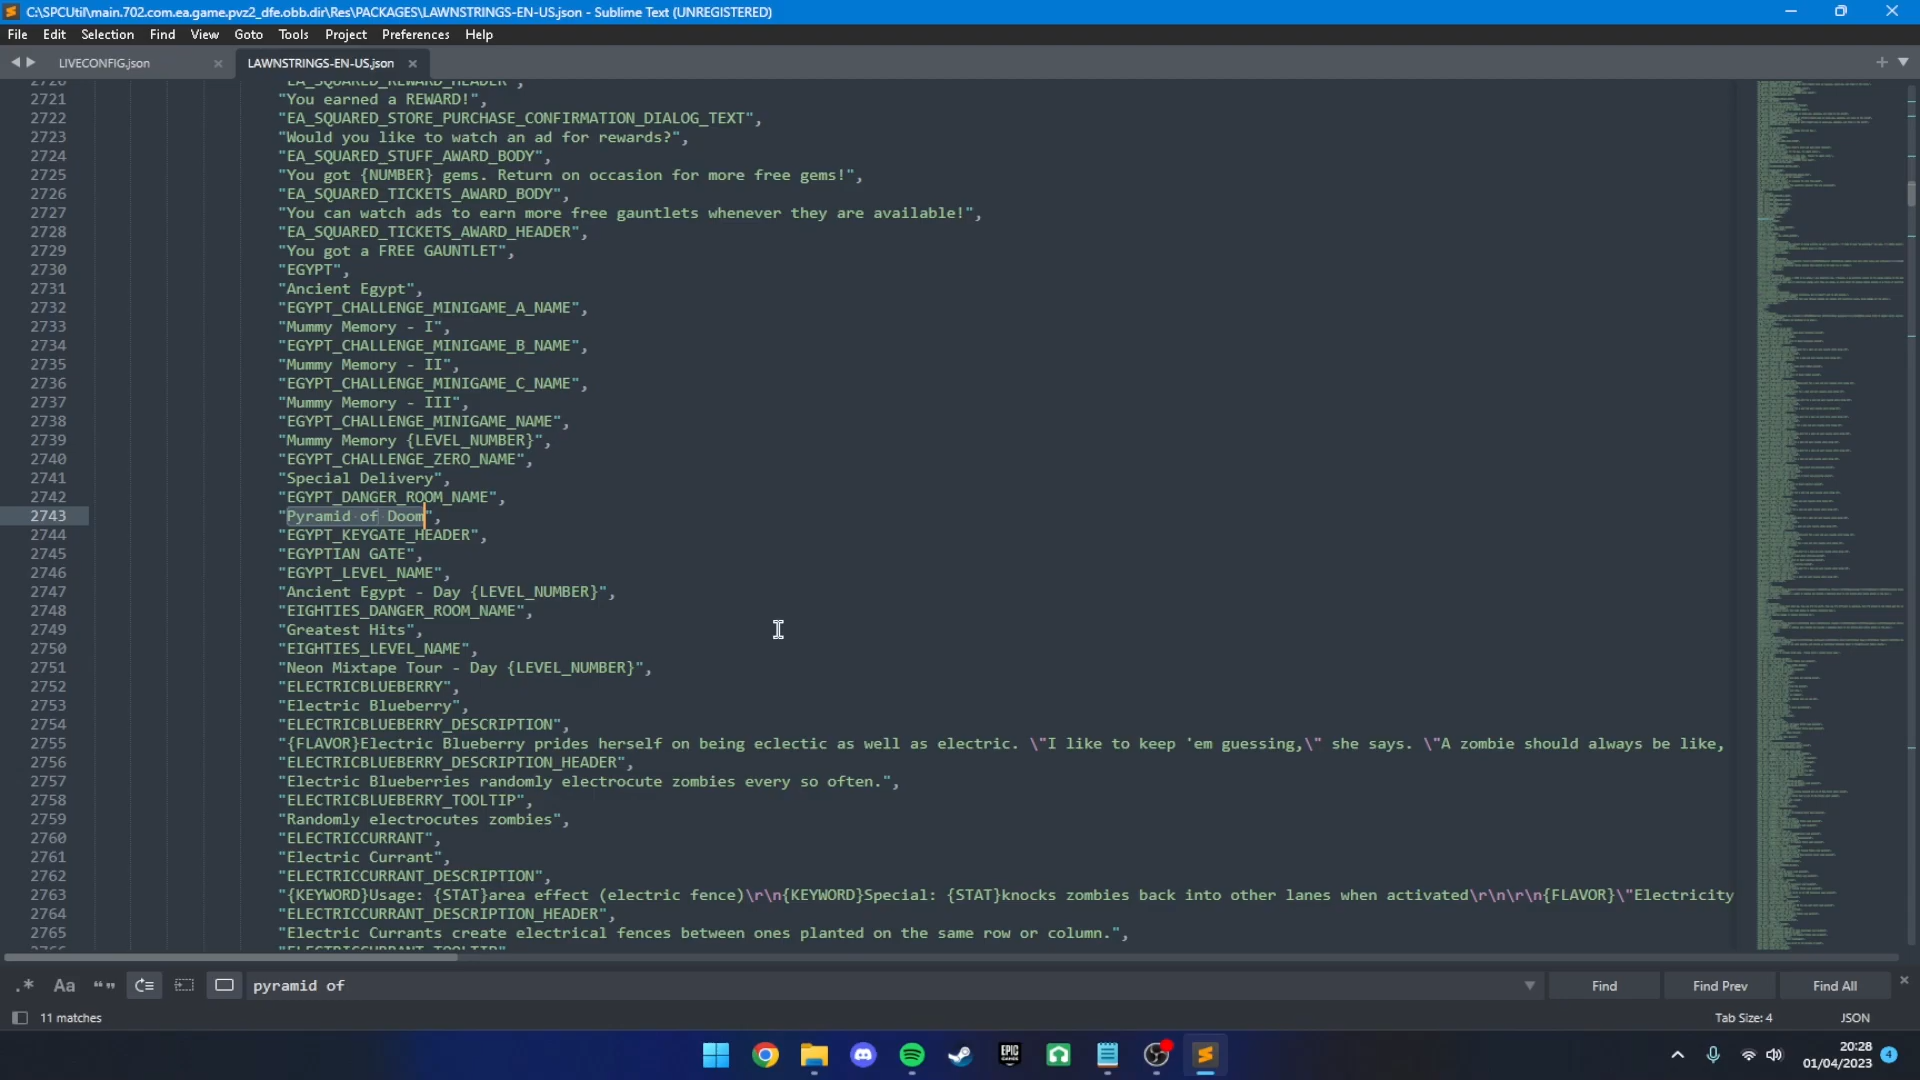 C:\SPCUtil\main.702.com.ea.game.pvz2_dfe.obb.dir\Res\PACKAGES\LAWNSTRINGS-EN-US.json - Sublime Text (UNREGISTERED)
File Edit Selection Find View Goto Tools Project Preferences Help
LIVECONFIG.json LAWNSTRINGS-EN-US.json
2720 "EA_SQUARED_REWARD_HEADER",
2721 "You earned a REWARD!",
2722 "EA_SQUARED_STORE_PURCHASE_CONFIRMATION_DIALOG_TEXT",
2723 "Would you like to watch an ad for rewards?",
2724 "EA_SQUARED_STUFF_AWARD_BODY",
2725 "You got {NUMBER} gems. Return on occasion for more free gems!",
2726 "EA_SQUARED_TICKETS_AWARD_BODY",
2727 "You can watch ads to earn more free gauntlets whenever they are available!",
2728 "EA_SQUARED_TICKETS_AWARD_HEADER",
2729 "You got a FREE GAUNTLET",
2730 "EGYPT",
2731 "Ancient Egypt",
2732 "EGYPT_CHALLENGE_MINIGAME_A_NAME",
2733 "Mummy Memory - I",
2734 "EGYPT_CHALLENGE_MINIGAME_B_NAME",
2735 "Mummy Memory - II",
2736 "EGYPT_CHALLENGE_MINIGAME_C_NAME",
2737 "Mummy Memory - III",
2738 "EGYPT_CHALLENGE_MINIGAME_NAME",
2739 "Mummy Memory {LEVEL_NUMBER}",
2740 "EGYPT_CHALLENGE_ZERO_NAME",
2741 "Special Delivery",
2742 "EGYPT_DANGER_ROOM_NAME",
2743 "Pyramid of Doom",
2744 "EGYPT_KEYGATE_HEADER",
2745 "EGYPTIAN GATE",
2746 "EGYPT_LEVEL_NAME",
2747 "Ancient Egypt - Day {LEVEL_NUMBER}",
2748 "EIGHTIES_DANGER_ROOM_NAME",
2749 "Greatest Hits",
2750 "EIGHTIES_LEVEL_NAME",
2751 "Neon Mixtape Tour - Day {LEVEL_NUMBER}",
2752 "ELECTRICBLUEBERRY",
2753 "Electric Blueberry",
2754 "ELECTRICBLUEBERRY_DESCRIPTION",
2755 "{FLAVOR}Electric Blueberry prides herself on being eclectic as well as electric. \"I like to keep 'em guessing,\" she says. \"A zombie should always be like,
2756 "ELECTRICBLUEBERRY_DESCRIPTION_HEADER",
2757 "Electric Blueberries randomly electrocute zombies every so often.",
2758 "ELECTRICBLUEBERRY_TOOLTIP",
2759 "Randomly electrocutes zombies",
2760 "ELECTRICCURRANT",
2761 "Electric Currant",
2762 "ELECTRICCURRANT_DESCRIPTION",
2763 "{KEYWORD}Usage: {STAT}area effect (electric fence)\r\n{KEYWORD}Special: {STAT}knocks zombies back into other lanes when activated\r\n\r\n{FLAVOR}\"Electricity
2764 "ELECTRICCURRANT_DESCRIPTION_HEADER",
2765 "Electric Currants create electrical fences between ones planted on the same row or column.",
2766 "ELECTRICCURRANT_TOOLTIP",
.* Aa "" pyramid of Find Find Prev Find All
11 matches Tab Size: 4 JSON
EPIC GAMES
20:28
01/04/2023 4